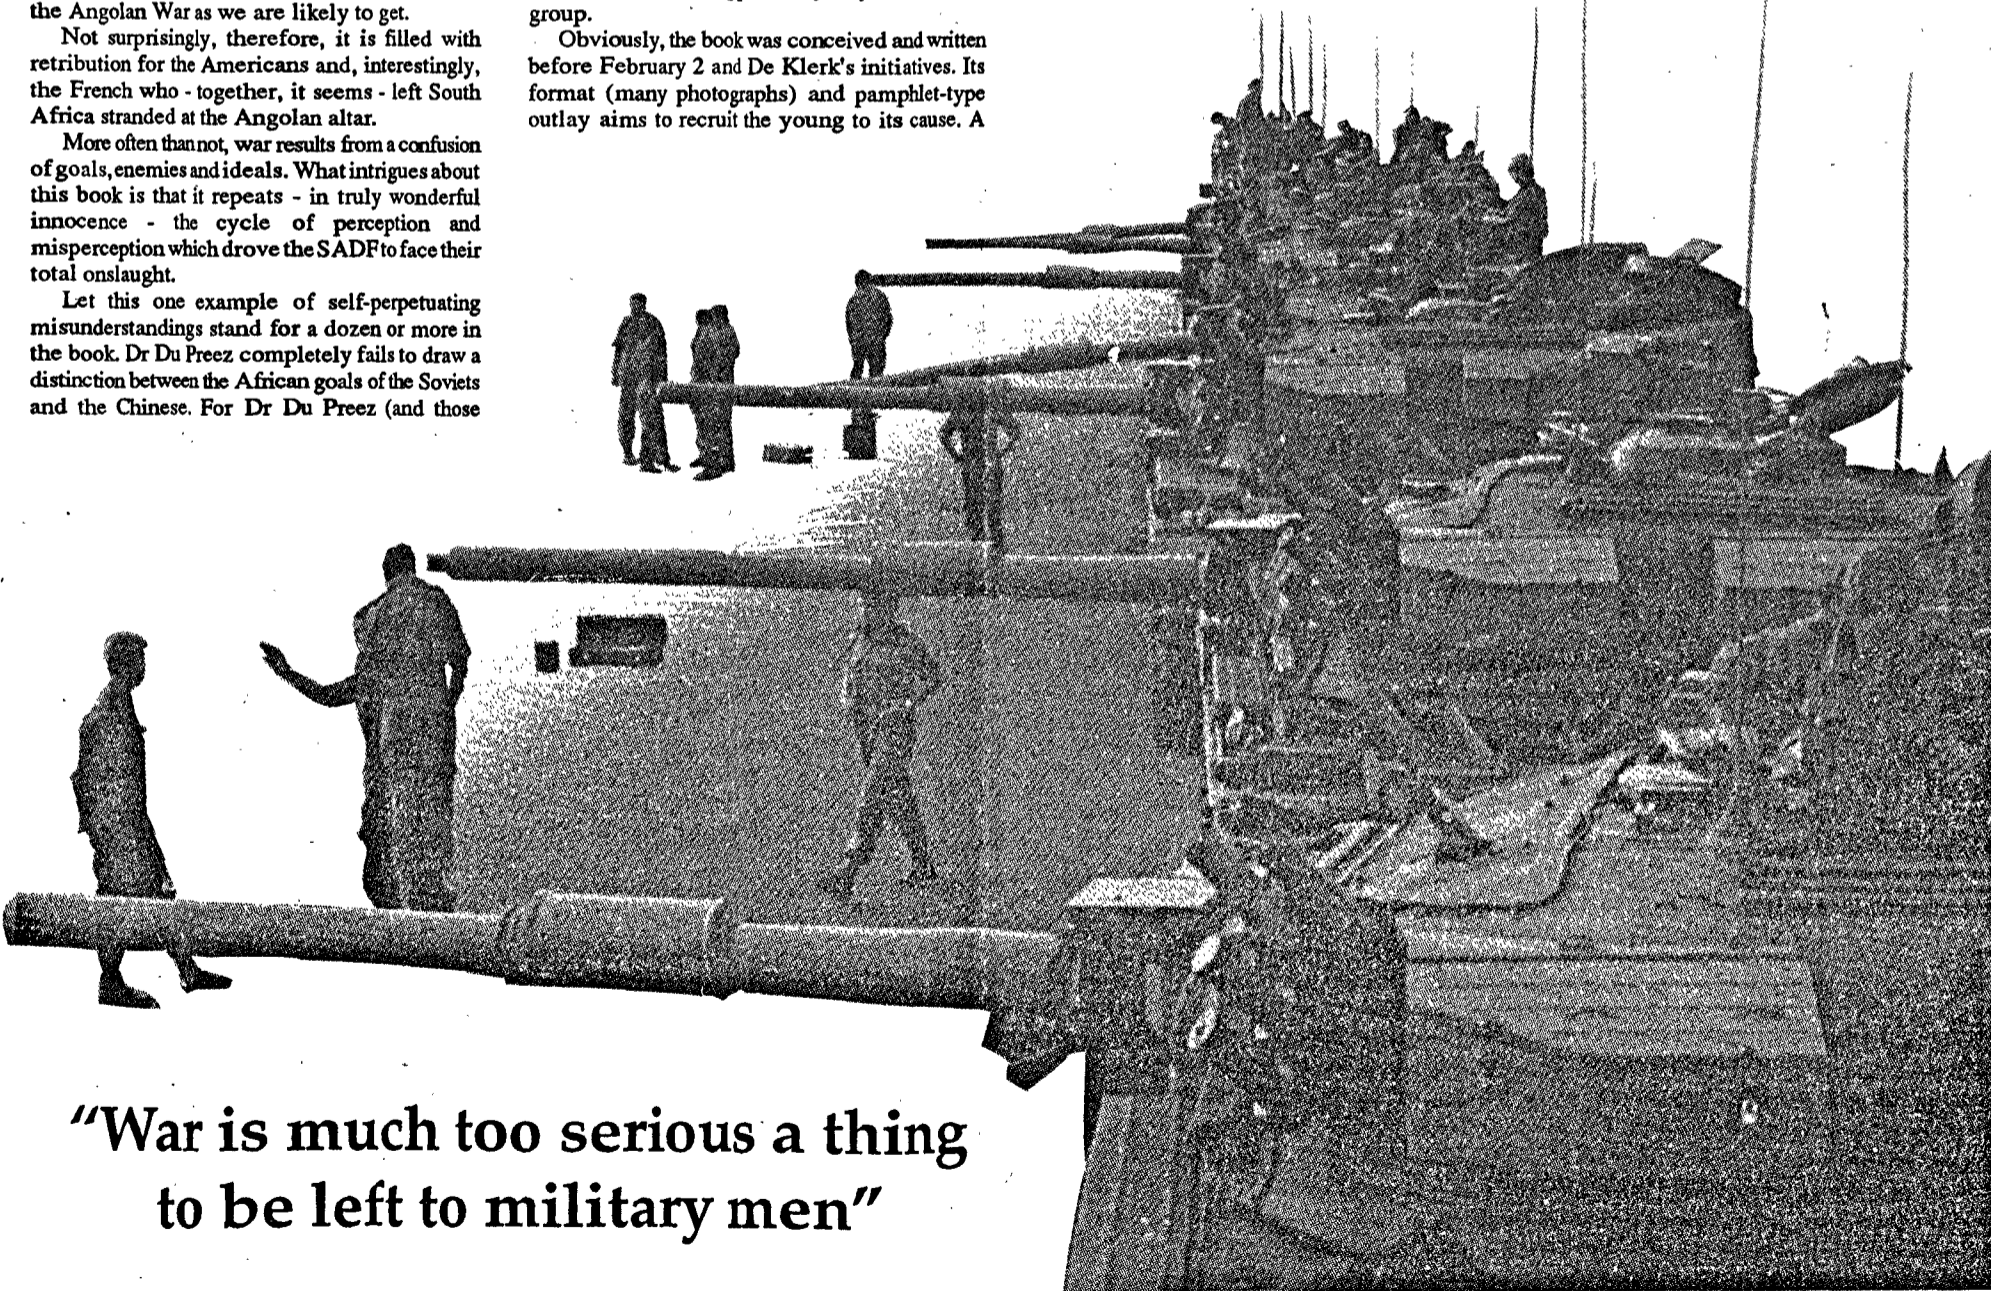 the Angolan War as we are likely to get.
Not surprisingly, therefore, it is filled with
retribution for the Americans and, interestingly,
the French who - together, it seems - left South
Africa stranded at the Angolan altar.
More often than not, war results from a confusion
of goals, enemies and ideals. What intrigues about
this book is that it repeats - in truly wonderful
innocence - the cycle of perception and
misperception which drove the SADF to face their
total onslaught.
Let this one example of self-perpetuating
misunderstandings stand for a dozen or more in
the book. Dr Du Preez completely fails to draw a
distinction between the African goals of the Soviets
and the Chinese. For Dr Du Preez (and those
group.
Obviously, the book was conceived and written
before February 2 and De Klerk's initiatives. Its
format (many photographs) and pamphlet-type
outlay aims to recruit the young to its cause. A
"War is much too serious a thing
to be left to military men"